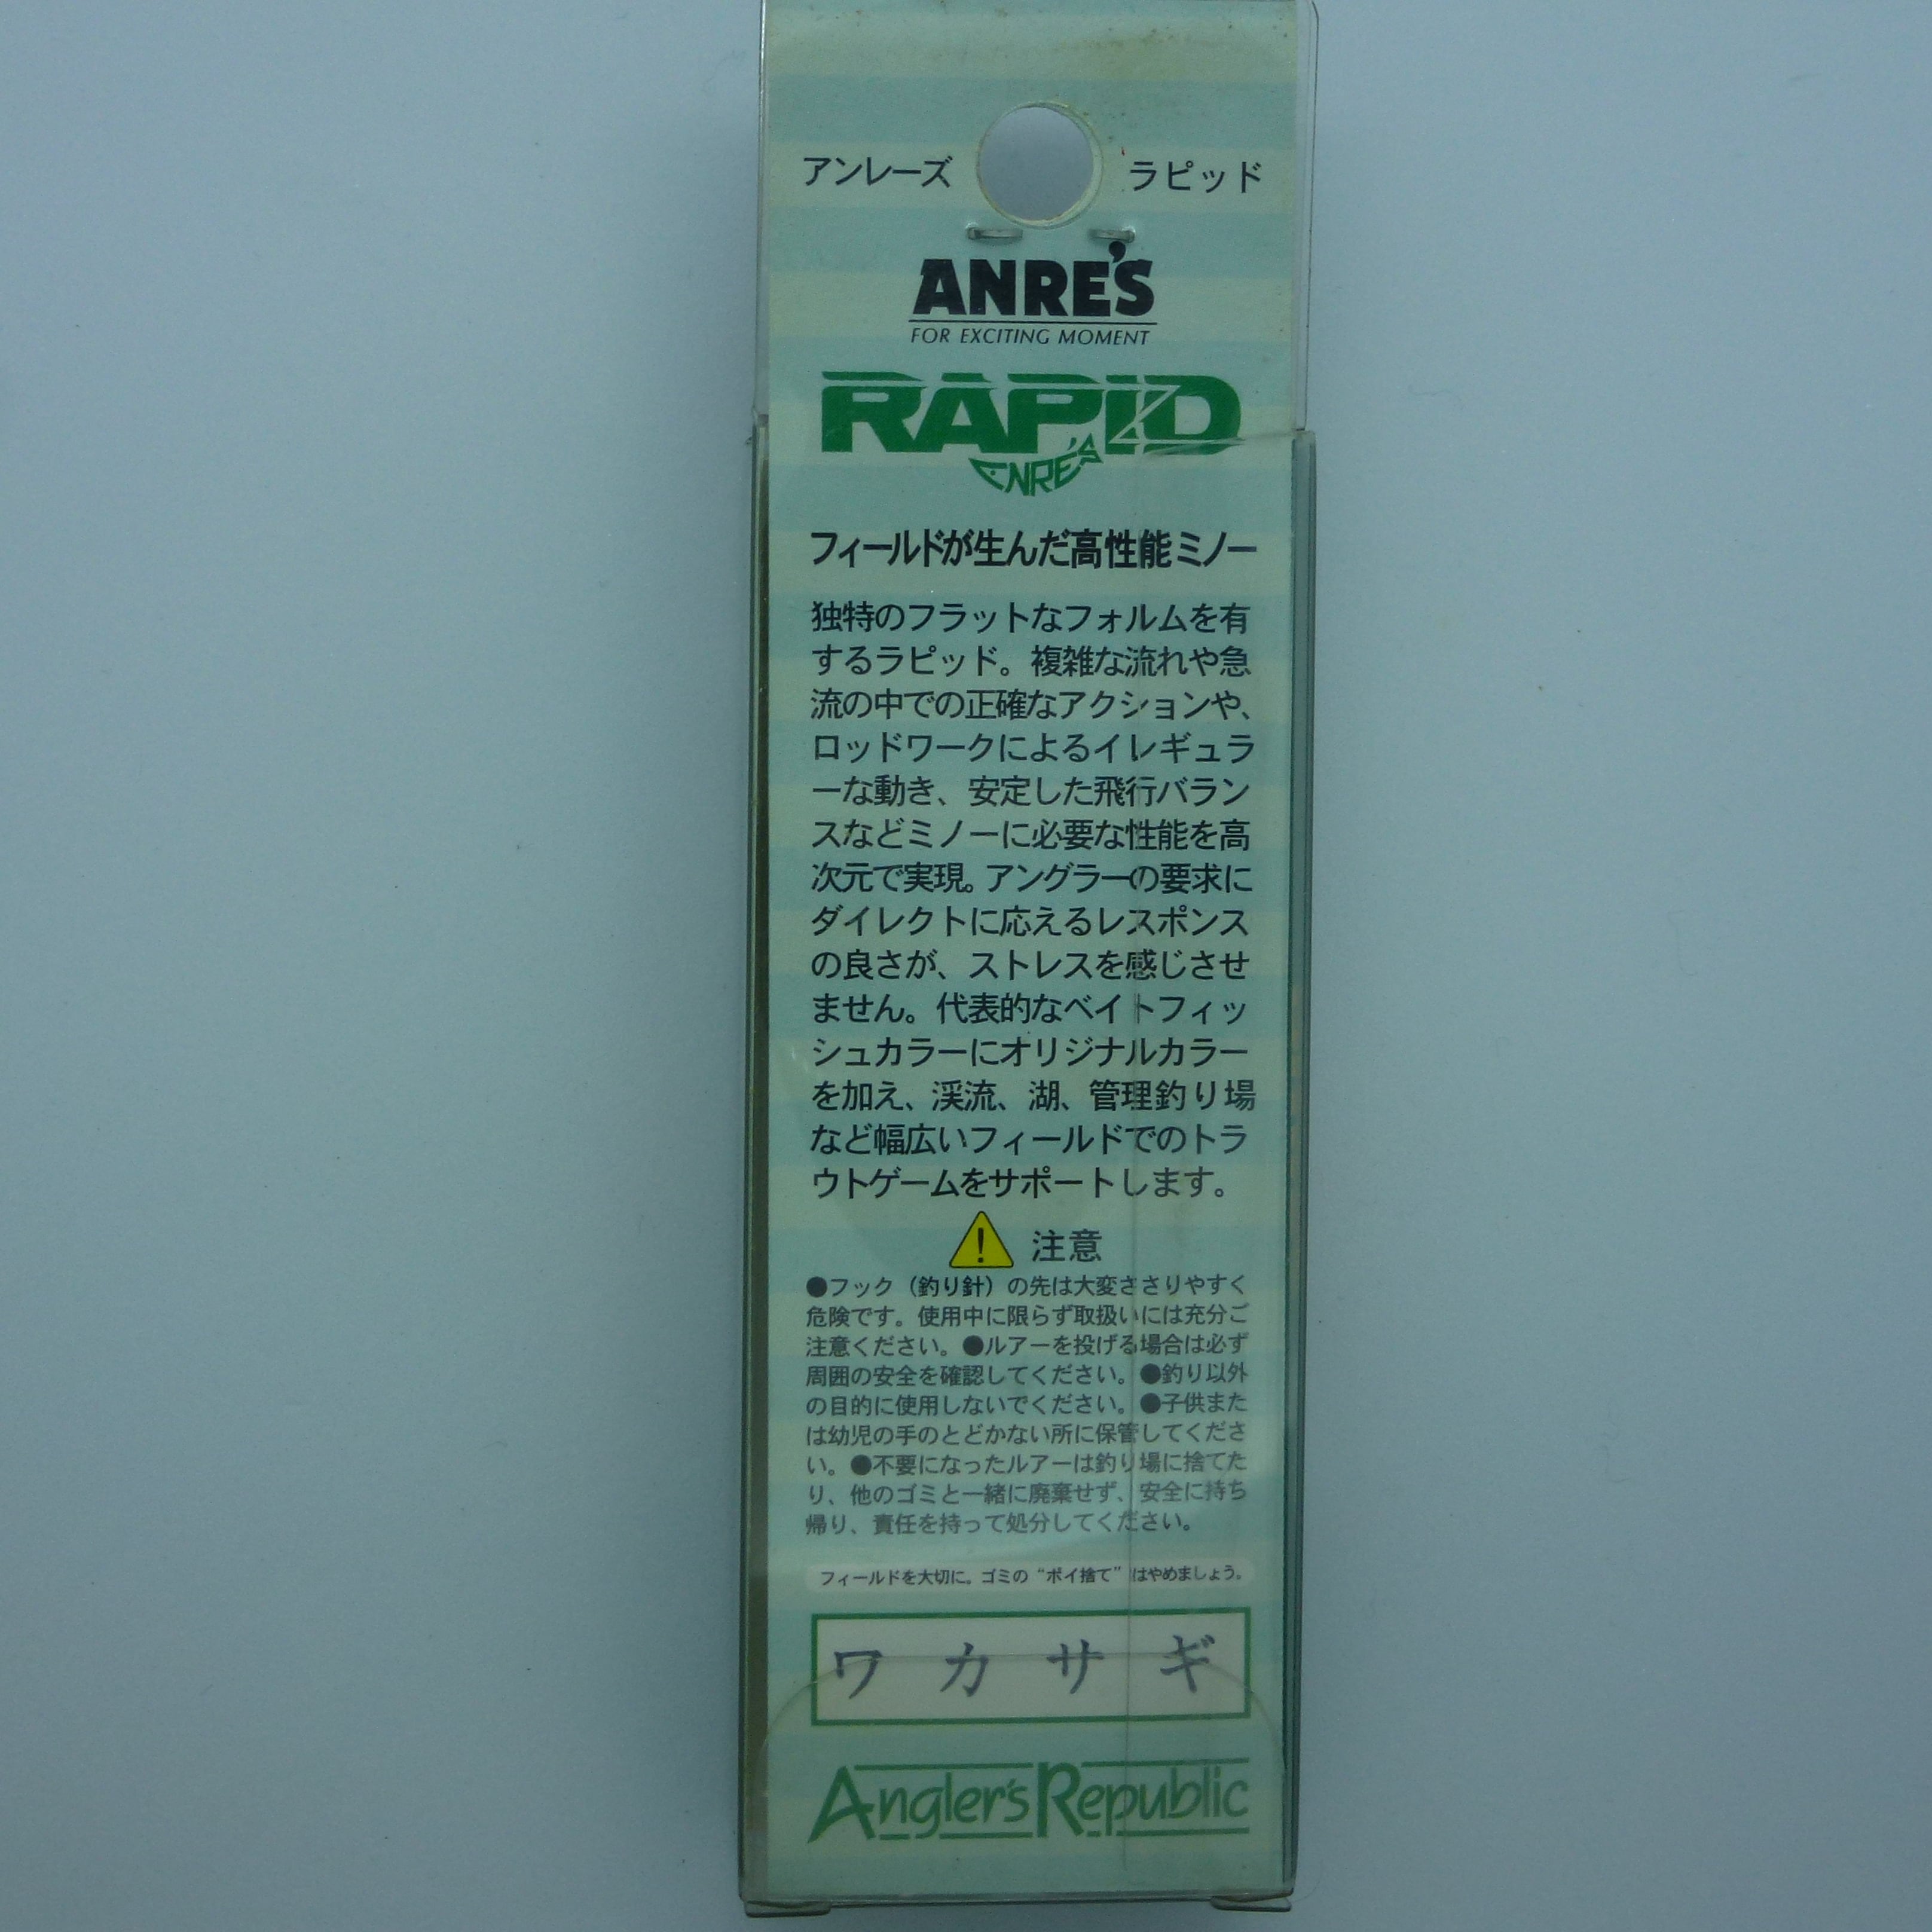 アンレーズ ラピッド
ANRE'S
FOR EXCITING MOMENT
RAPID
ANRE'S
フィールドが生んだ高性能ミノー
独特のフラットなフォルムを有
するラピッド。複雑な流れや急
流の中での正確なアクションや、
ロッドワークによるイレギュラ
ーな動き、安定した飛行バラン
スなどミノーに必要な性能を高
次元で実現。アングラーの要求に
ダイレクトに応えるレスポンス
の良さが、ストレスを感じさせ
ません。代表的なベイトフィッ
シュカラーにオリジナルカラー
を加え、渓流、湖、管理釣り場
など幅広いフィールドでのトラ
ウトゲームをサポートします。
注意
●フック（釣り針）の先は大変ささりやすく
危険です。使用中に限らず取扱いには充分ご
注意ください。●ルアーを投げる場合は必ず
周囲の安全を確認してください。●釣り以外
の目的に使用しないでください。●子供また
は幼児の手のとどかない所に保管してくださ
い。●不要になったルアーは釣り場に捨てた
り、他のゴミと一緒に廃棄せず、安全に持ち
帰り、責任を持って処分してください。
フィールドを大切に。ゴミの“ポイ捨て”はやめましょう。
ワカサギ
Angler's Republic